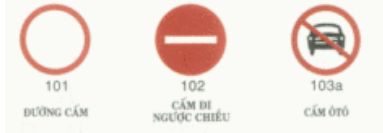 101
102
103a
ĐƯỜNG CẤM
CẤM ĐI
NGƯỢC CHIỀU
CẤM ÔTÔ